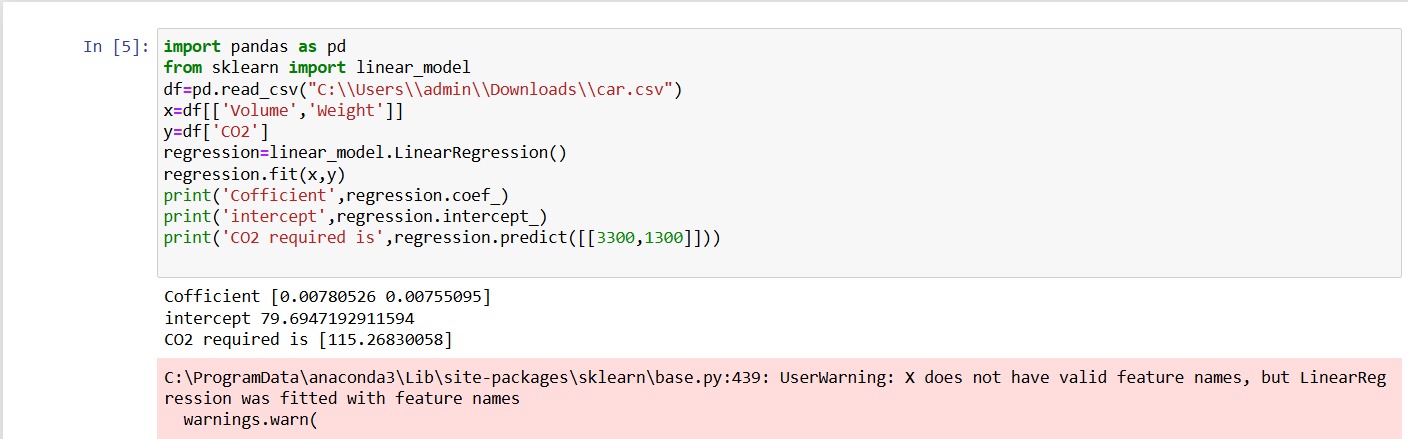 In [5]:
import pandas as pd
from sklearn import linear_model
df=pd.read_csv("C:\\Users\\admin\\Downloads\\car.csv")
x=df[['Volume','Weight']]
y=df['CO2']
regression=linear_model.LinearRegression()
regression.fit(x,y)
print('Cofficient',regression.coef_)
print('intercept',regression.intercept_)
print('CO2 required is',regression.predict([[3300,1300]]))
Cofficient [0.00780526 0.00755095]
intercept 79.6947192911594
CO2 required is [115.26830058]
C:\ProgramData\anaconda3\Lib\site-packages\sklearn\base.py:439: UserWarning: X does not have valid feature names, but LinearReg
ression was fitted with feature names
  warnings.warn(